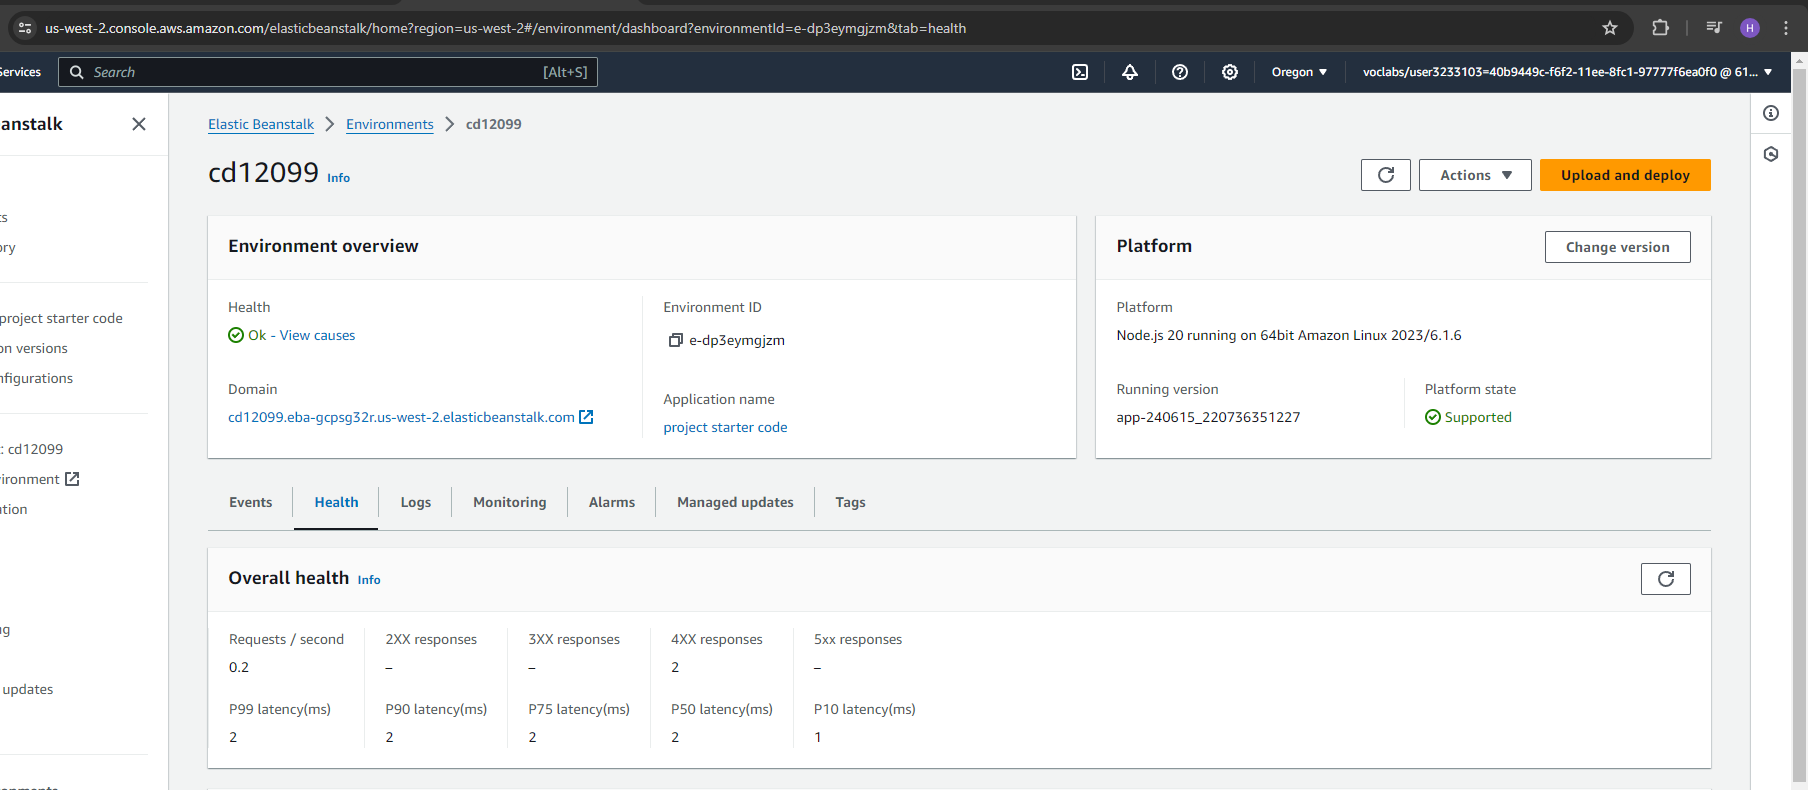 us-west-2.console.aws.amazon.com/elasticbeanstalk/home?region=us-west-2#/environment/dashboard?environmentId=e-dp3eymgjzm&tab=health
H
Services
Search
[Alt+S]
Oregon
voclabs/user3233103=40b9449c-f6f2-11ee-8fc1-97777f6ea0f0 @ 61...
anstalk
Elastic Beanstalk
Environments
cd12099
cd12099 Info
Actions
Upload and deploy
ts
ory
project starter code
on versions
nfigurations
: cd12099
ironment
tion
g
updates
Environment overview
Health
Ok - View causes
Domain
cd12099.eba-gcpsg32r.us-west-2.elasticbeanstalk.com
Environment ID
e-dp3eymgjzm
Application name
project starter code
Platform
Change version
Platform
Node.js 20 running on 64bit Amazon Linux 2023/6.1.6
Running version
app-240615_220736351227
Platform state
Supported
Events
Health
Logs
Monitoring
Alarms
Managed updates
Tags
Overall health Info
Requests / second
0.2
2XX responses
–
3XX responses
–
4XX responses
2
5xx responses
–
P99 latency(ms)
2
P90 latency(ms)
2
P75 latency(ms)
2
P50 latency(ms)
2
P10 latency(ms)
1